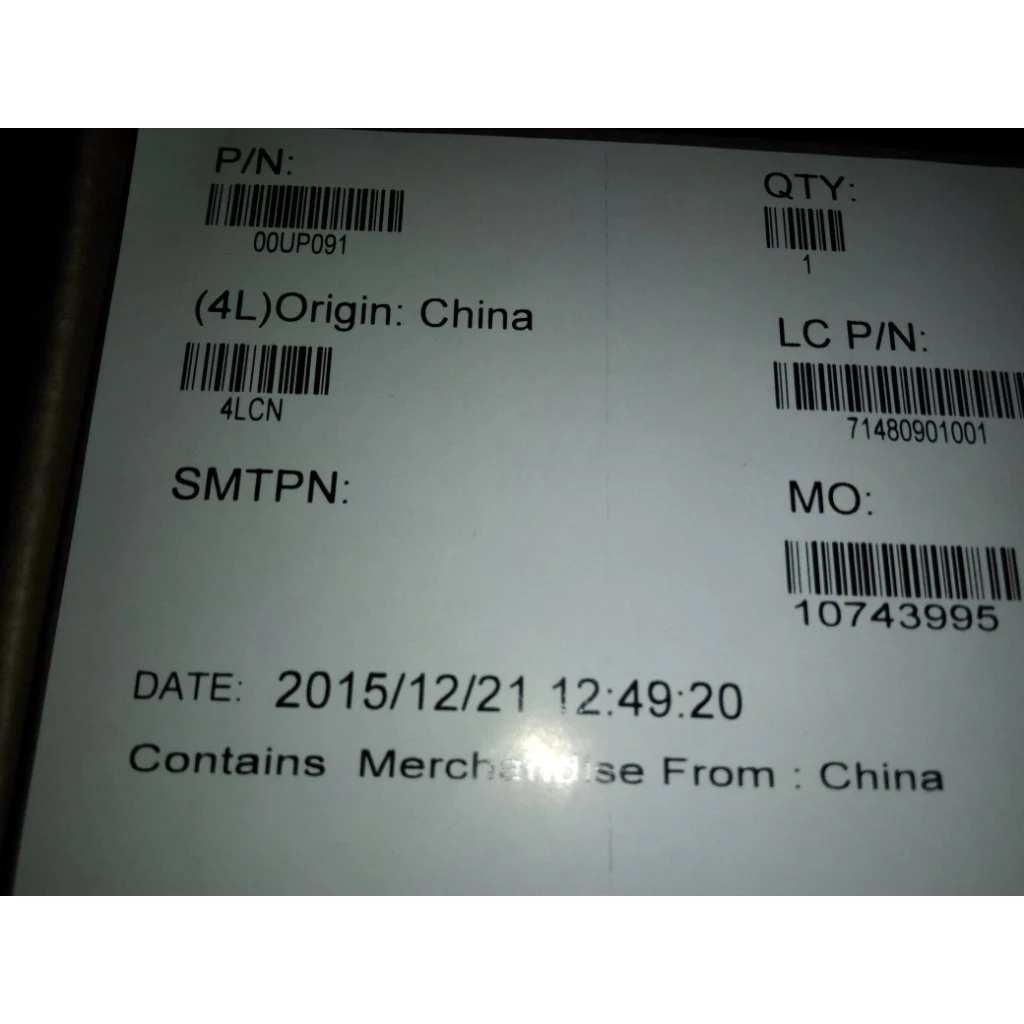 P/N:
00UP091
QTY:
1
(4L)Origin: China
4LCN
LC P/N:
71480901001
SMTPN:
MO:
10743995
DATE: 2015/12/21 12:49:20
Contains Merchandise From : China